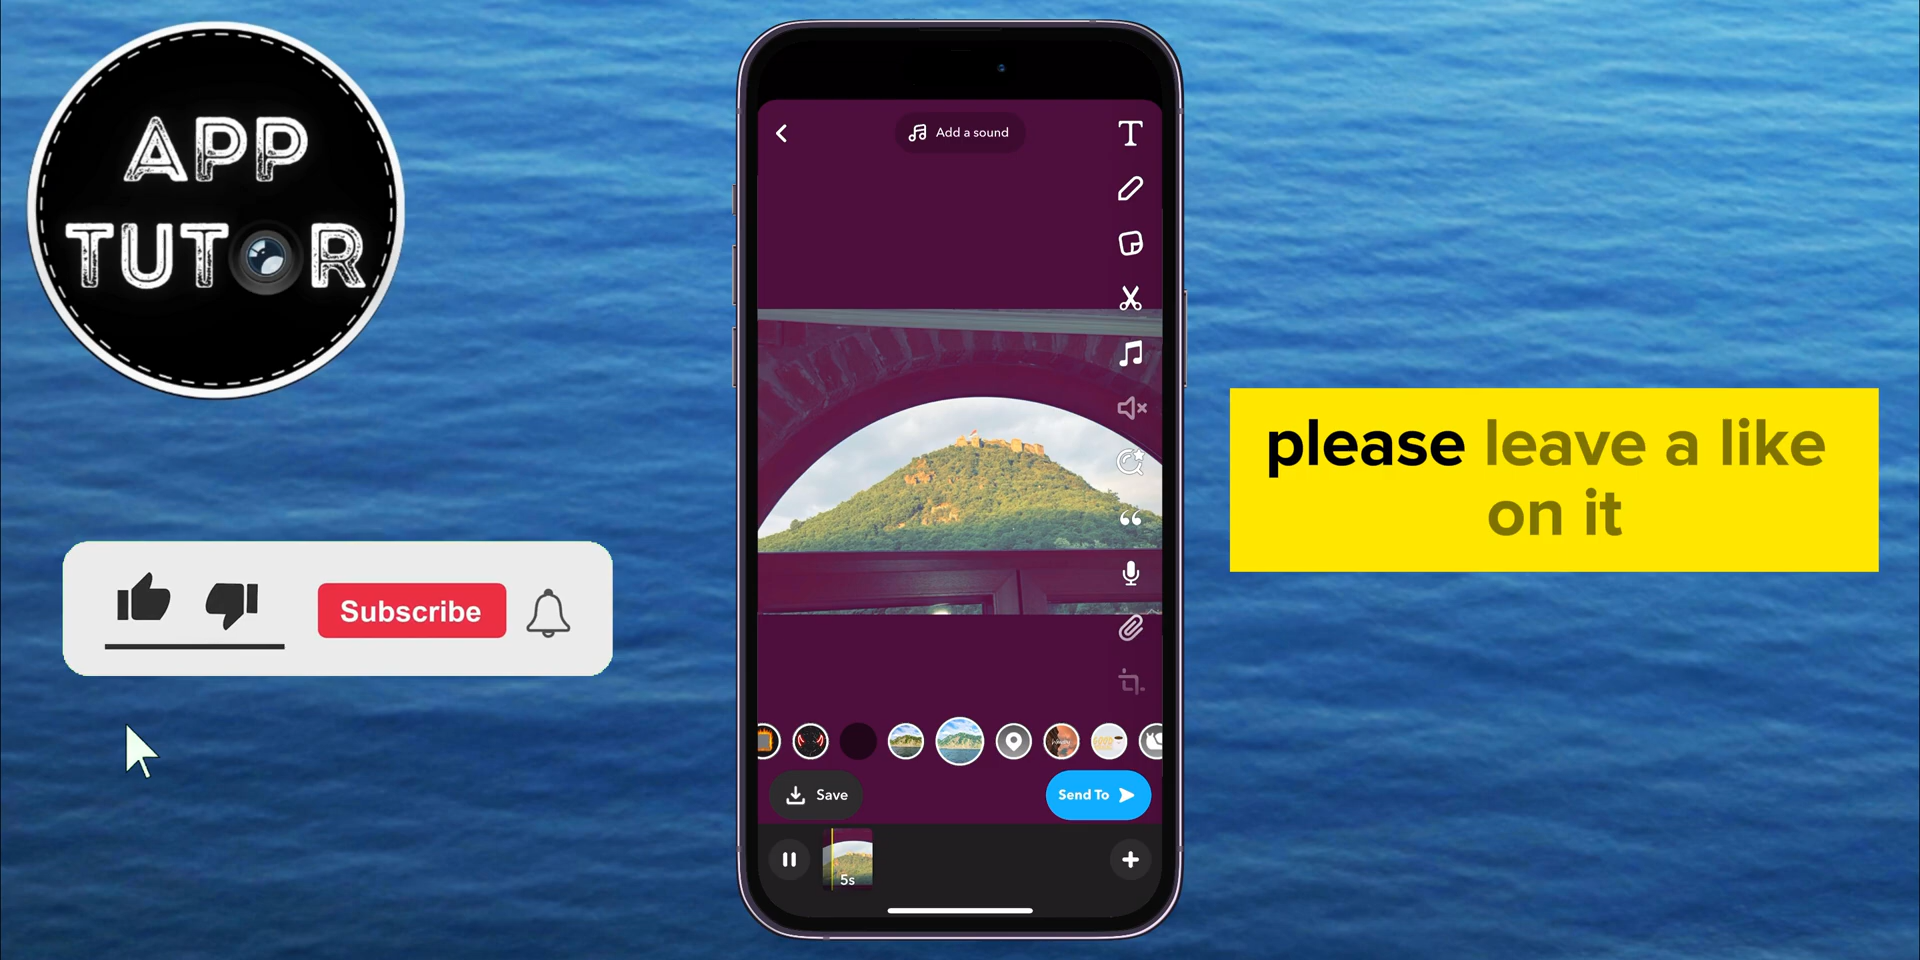 APP
TUTOR
Add a sound
please leave a like
on it
Subscribe
Save
Send To
5s